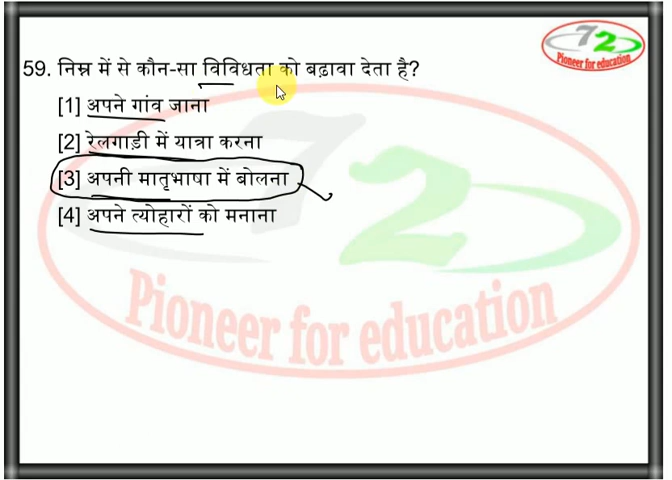 72
Pioneer for education
59. निम्न में से कौन-सा विविधता को बढ़ावा देता है?
[1] अपने गांव जाना
[2] रेलगाड़ी में यात्रा करना
[3] अपनी मातृभाषा में बोलना
[4] अपने त्योहारों को मनाना
72
Pioneer for education